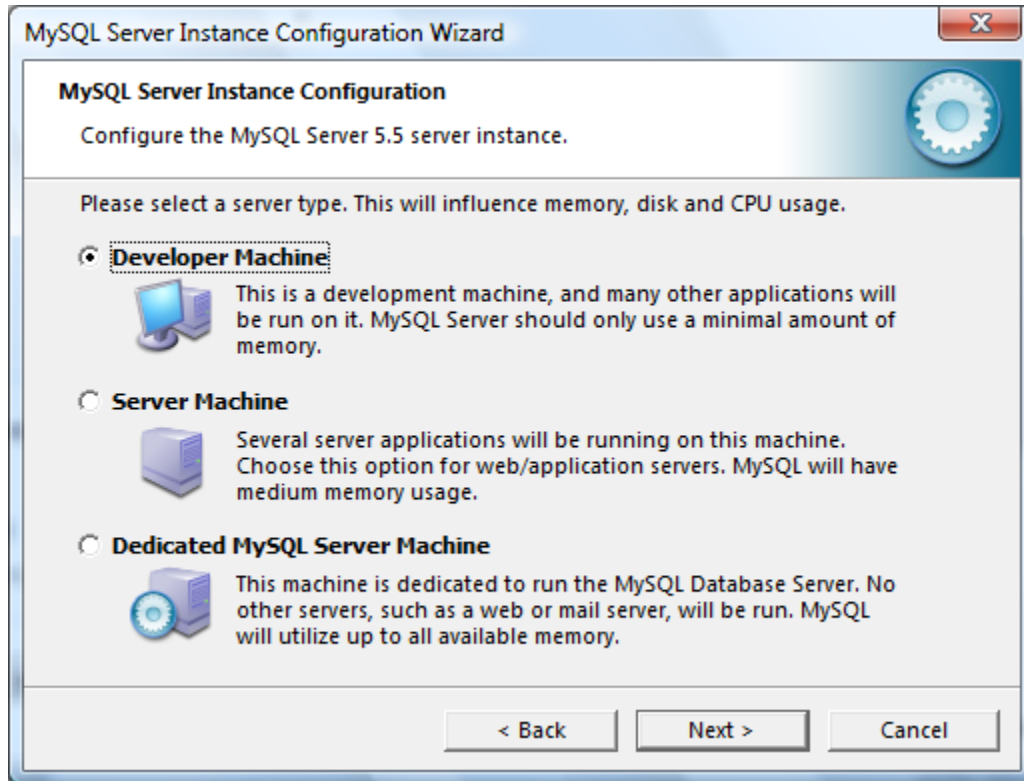 MySQL Server Instance Configuration Wizard
MySQL Server Instance Configuration
Configure the MySQL Server 5.5 server instance.
Please select a server type. This will influence memory, disk and CPU usage.
Developer Machine
This is a development machine, and many other applications will
be run on it. MySQL Server should only use a minimal amount of
memory.
Server Machine
Several server applications will be running on this machine.
Choose this option for web/application servers. MySQL will have
medium memory usage.
Dedicated MySQL Server Machine
This machine is dedicated to run the MySQL Database Server. No
other servers, such as a web or mail server, will be run. MySQL
will utilize up to all available memory.
< Back Next > Cancel